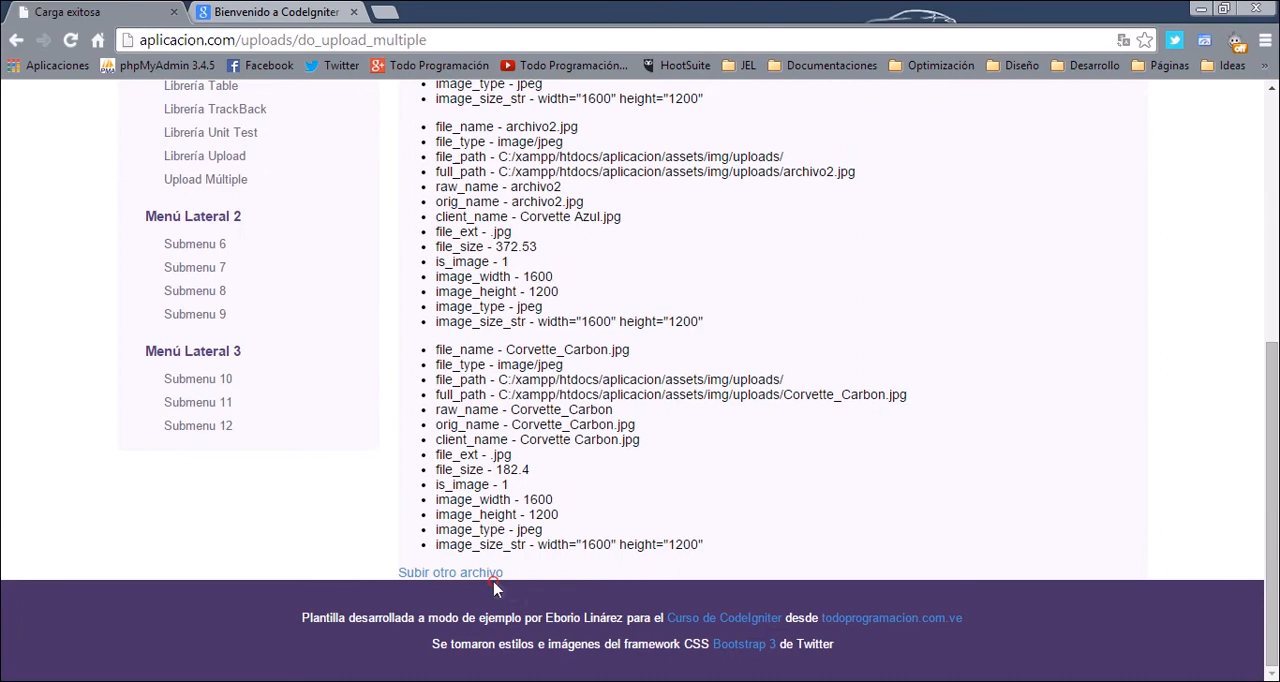 Carga exitosa
Bienvenido a CodeIgniter
aplicacion.com/uploads/do_upload_multiple
Aplicaciones phpMyAdmin 3.4.5 Facebook Twitter Todo Programación Todo Programación... HootSuite JEL Documentaciones Optimización Diseño Desarrollo Páginas Ideas »
Librería Table
Librería TrackBack
Librería Unit Test
Librería Upload
Upload Múltiple
Menú Lateral 2
Submenu 6
Submenu 7
Submenu 8
Submenu 9
Menú Lateral 3
Submenu 10
Submenu 11
Submenu 12
image_type - jpeg
image_size_str - width="1600" height="1200"
file_name - archivo2.jpg
file_type - image/jpeg
file_path - C:/xampp/htdocs/aplicacion/assets/img/uploads/
full_path - C:/xampp/htdocs/aplicacion/assets/img/uploads/archivo2.jpg
raw_name - archivo2
orig_name - archivo2.jpg
client_name - Corvette Azul.jpg
file_ext - .jpg
file_size - 372.53
is_image - 1
image_width - 1600
image_height - 1200
image_type - jpeg
image_size_str - width="1600" height="1200"
file_name - Corvette_Carbon.jpg
file_type - image/jpeg
file_path - C:/xampp/htdocs/aplicacion/assets/img/uploads/
full_path - C:/xampp/htdocs/aplicacion/assets/img/uploads/Corvette_Carbon.jpg
raw_name - Corvette_Carbon
orig_name - Corvette_Carbon.jpg
client_name - Corvette Carbon.jpg
file_ext - .jpg
file_size - 182.4
is_image - 1
image_width - 1600
image_height - 1200
image_type - jpeg
image_size_str - width="1600" height="1200"
Subir otro archivo
Plantilla desarrollada a modo de ejemplo por Eborio Linárez para el Curso de CodeIgniter desde todoprogramacion.com.ve
Se tomaron estilos e imágenes del framework CSS Bootstrap 3 de Twitter